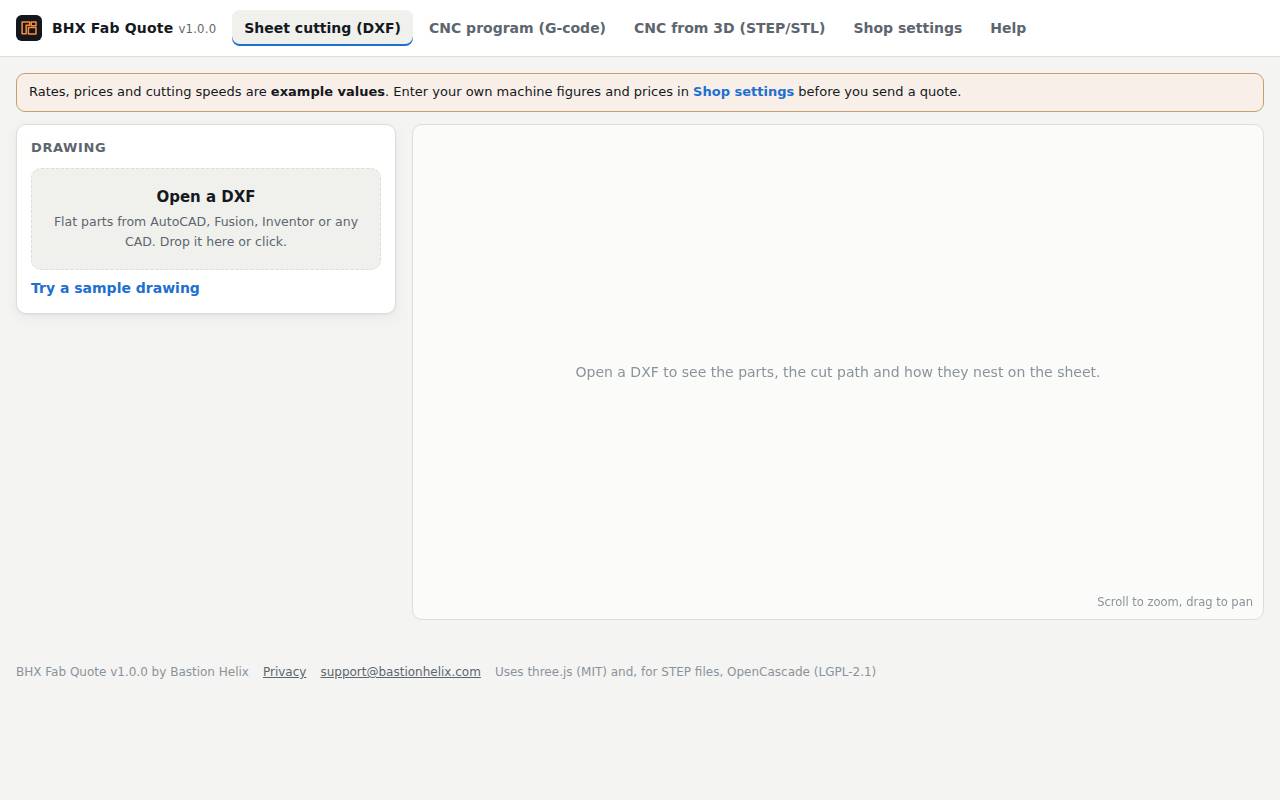 BHX Fab Quote v1.0.0
Sheet cutting (DXF)
CNC program (G-code)
CNC from 3D (STEP/STL)
Shop settings
Help
Rates, prices and cutting speeds are example values. Enter your own machine figures and prices in Shop settings before you send a quote.
DRAWING
Open a DXF
Flat parts from AutoCAD, Fusion, Inventor or any
CAD. Drop it here or click.
Try a sample drawing
Open a DXF to see the parts, the cut path and how they nest on the sheet.
Scroll to zoom, drag to pan
BHX Fab Quote v1.0.0 by Bastion Helix Privacy support@bastionhelix.com Uses three.js (MIT) and, for STEP files, OpenCascade (LGPL-2.1)